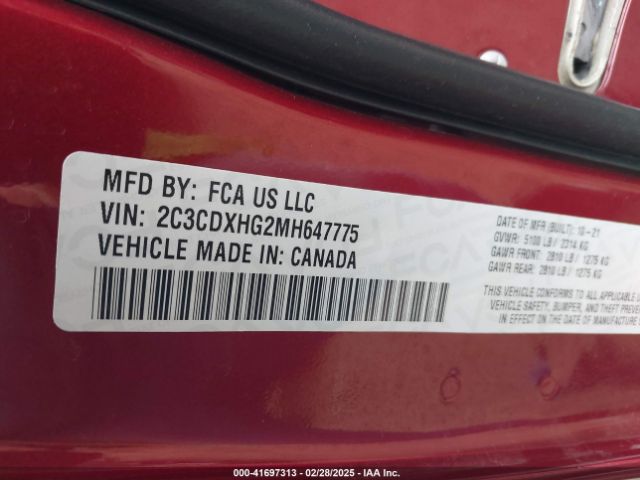 MFD BY: FCA US LLC
VIN: 2C3CDXHG2MH647775
VEHICLE MADE IN: CANADA
DATE OF MFR (BUILT): 10-21
GVWR: 5100 LB// 2314 KG
GAWR FRONT: 2810 LB// 1275 KG
GAWR REAR: 2810 LB// 1275 KG
THIS VEHICLE CONFORMS TO ALL APPLICABLE
VEHICLE SAFETY, BUMPER, AND THEFT
IN EFFECT ON THE DATE OF MANUFAC
000-41697313 - 02/28/2025 - IAA Inc.